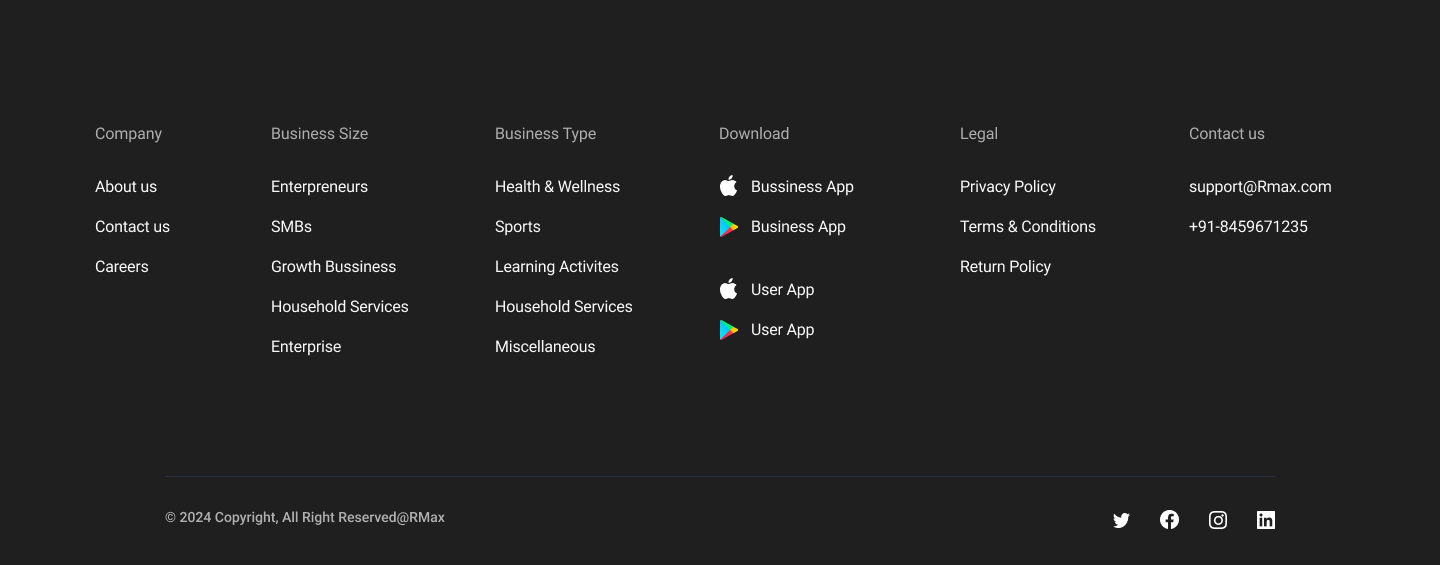 Company
About us
Contact us
Careers
Business Size
Enterpreneurs
SMBs
Growth Bussiness
Household Services
Enterprise
Business Type
Health & Wellness
Sports
Learning Activites
Household Services
Miscellaneous
Download
Bussiness App
Business App
User App
User App
Legal
Privacy Policy
Terms & Conditions
Return Policy
Contact us
support@Rmax.com
+91-8459671235
© 2024 Copyright, All Right Reserved@RMax